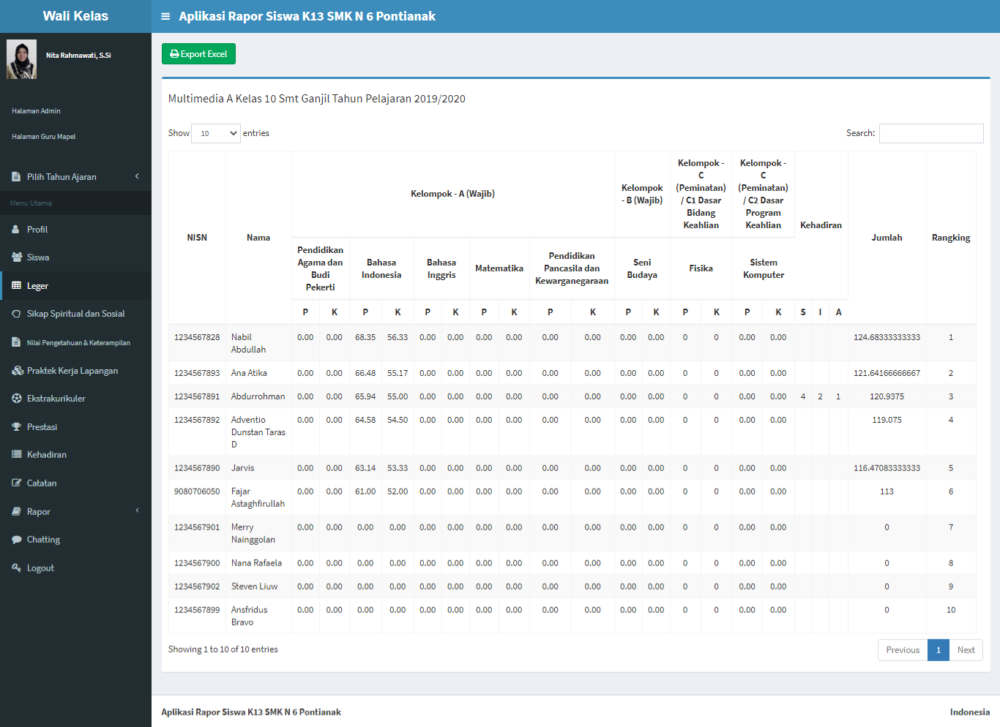 Wali Kelas
Aplikasi Rapor Siswa K13 SMK N 6 Pontianak
Nita Rahmawati, S.Si
Halaman Admin
Halaman Guru Mapel
Pilih Tahun Ajaran
Menu Utama
Profil
Siswa
Leger
Sikap Spiritual dan Sosial
Nilai Pengetahuan & Keterampilan
Praktek Kerja Lapangan
Ekstrakurikuler
Prestasi
Kehadiran
Catatan
Rapor
Chatting
Logout
Export Excel
Multimedia A Kelas 10 Smt Ganjil Tahun Pelajaran 2019/2020
Show 10 entries
Search:
NISN
Nama
Kelompok - A (Wajib)
Kelompok
- B (Wajib)
Kelompok -
C
(Peminatan)
/ C1 Dasar
Bidang
Keahlian
Kelompok -
C
(Peminatan)
/ C2 Dasar
Program
Keahlian
Kehadiran
Jumlah
Rangking
Pendidikan
Agama dan
Budi
Pekerti
Bahasa
Indonesia
Bahasa
Inggris
Matematika
Pendidikan
Pancasila dan
Kewarganegaraan
Seni
Budaya
Fisika
Sistem
Komputer
P K P K P K P K P K P K P K P K S I A
1234567828 Nabil Abdullah 0.00 0.00 68.35 56.33 0.00 0.00 0.00 0.00 0.00 0.00 0.00 0.00 0 0 0.00 0.00 124.68333333333 1
1234567893 Ana Atika 0.00 0.00 66.48 55.17 0.00 0.00 0.00 0.00 0.00 0.00 0.00 0.00 0 0 0.00 0.00 121.64166666667 2
1234567891 Abdurrohman 0.00 0.00 65.94 55.00 0.00 0.00 0.00 0.00 0.00 0.00 0.00 0.00 0 0 0.00 0.00 4 2 1 120.9375 3
1234567892 Adventio Dunstan Taras D 0.00 0.00 64.58 54.50 0.00 0.00 0.00 0.00 0.00 0.00 0.00 0.00 0 0 0.00 0.00 119.075 4
1234567890 Jarvis 0.00 0.00 63.14 53.33 0.00 0.00 0.00 0.00 0.00 0.00 0.00 0.00 0 0 0.00 0.00 116.47083333333 5
9080706050 Fajar Astaghfirullah 0.00 0.00 61.00 52.00 0.00 0.00 0.00 0.00 0.00 0.00 0.00 0.00 0 0 0.00 0.00 113 6
1234567901 Merry Nainggolan 0.00 0.00 0.00 0.00 0.00 0.00 0.00 0.00 0.00 0.00 0.00 0.00 0 0 0.00 0.00 0 7
1234567900 Nana Rafaela 0.00 0.00 0.00 0.00 0.00 0.00 0.00 0.00 0.00 0.00 0.00 0.00 0 0 0.00 0.00 0 8
1234567902 Steven Liuw 0.00 0.00 0.00 0.00 0.00 0.00 0.00 0.00 0.00 0.00 0.00 0.00 0 0 0.00 0.00 0 9
1234567899 Ansfridus Bravo 0.00 0.00 0.00 0.00 0.00 0.00 0.00 0.00 0.00 0.00 0.00 0.00 0 0 0.00 0.00 0 10
Showing 1 to 10 of 10 entries
Previous 1 Next
Aplikasi Rapor Siswa K13 SMK N 6 Pontianak
Indonesia